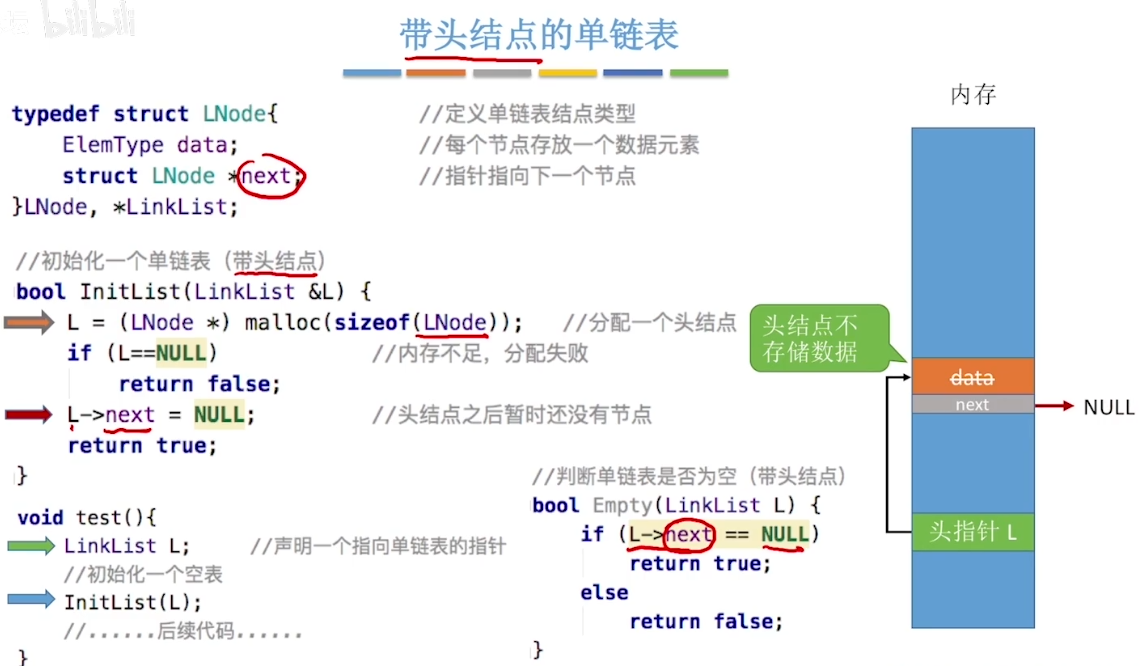 bilibili
带头结点的单链表
typedef struct LNode{ //定义单链表结点类型
ElemType data; //每个节点存放一个数据元素
struct LNode *next; //指针指向下一个节点
}LNode, *LinkList;
//初始化一个单链表（带头结点）
bool InitList(LinkList &L) {
L = (LNode *) malloc(sizeof(LNode)); //分配一个头结点
if (L==NULL) //内存不足，分配失败
return false;
L->next = NULL; //头结点之后暂时还没有节点
return true;
}
void test(){
LinkList L; //声明一个指向单链表的指针
//初始化一个空表
InitList(L);
//......后续代码......
}
//判断单链表是否为空（带头结点）
bool Empty(LinkList L) {
if (L->next == NULL)
return true;
else
return false;
}
内存
头结点不
存储数据
data
next
NULL
头指针 L